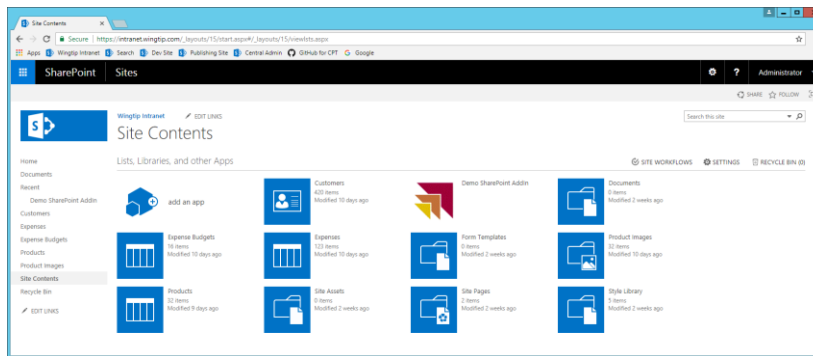 Site Contents
Secure https://intranet.wingtip.com/_layouts/15/start.aspx#/_layouts/15/viewlsts.aspx
Apps Wingtip Intranet Search Dev Site Publishing Site Central Admin GitHub for CPT Google
SharePoint Sites ? Administrator
SHARE FOLLOW
S
Wingtip Intranet EDIT LINKS Search this site
Site Contents
Home
Documents
Recent
Demo SharePoint AddIn
Customers
Expenses
Expense Budgets
Products
Product Images
Site Contents
Recycle Bin
EDIT LINKS
Lists, Libraries, and other Apps SITE WORKFLOWS SETTINGS RECYCLE BIN (0)
add an app
Customers
420 items
Modified 10 days ago
Demo SharePoint AddIn
Documents
0 items
Modified 2 weeks ago
Expense Budgets
16 items
Modified 10 days ago
Expenses
123 items
Modified 10 days ago
Form Templates
0 items
Modified 2 weeks ago
Product Images
32 items
Modified 10 days ago
Products
32 items
Modified 9 days ago
Site Assets
0 items
Modified 2 weeks ago
Site Pages
2 items
Modified 2 weeks ago
Style Library
5 items
Modified 2 weeks ago